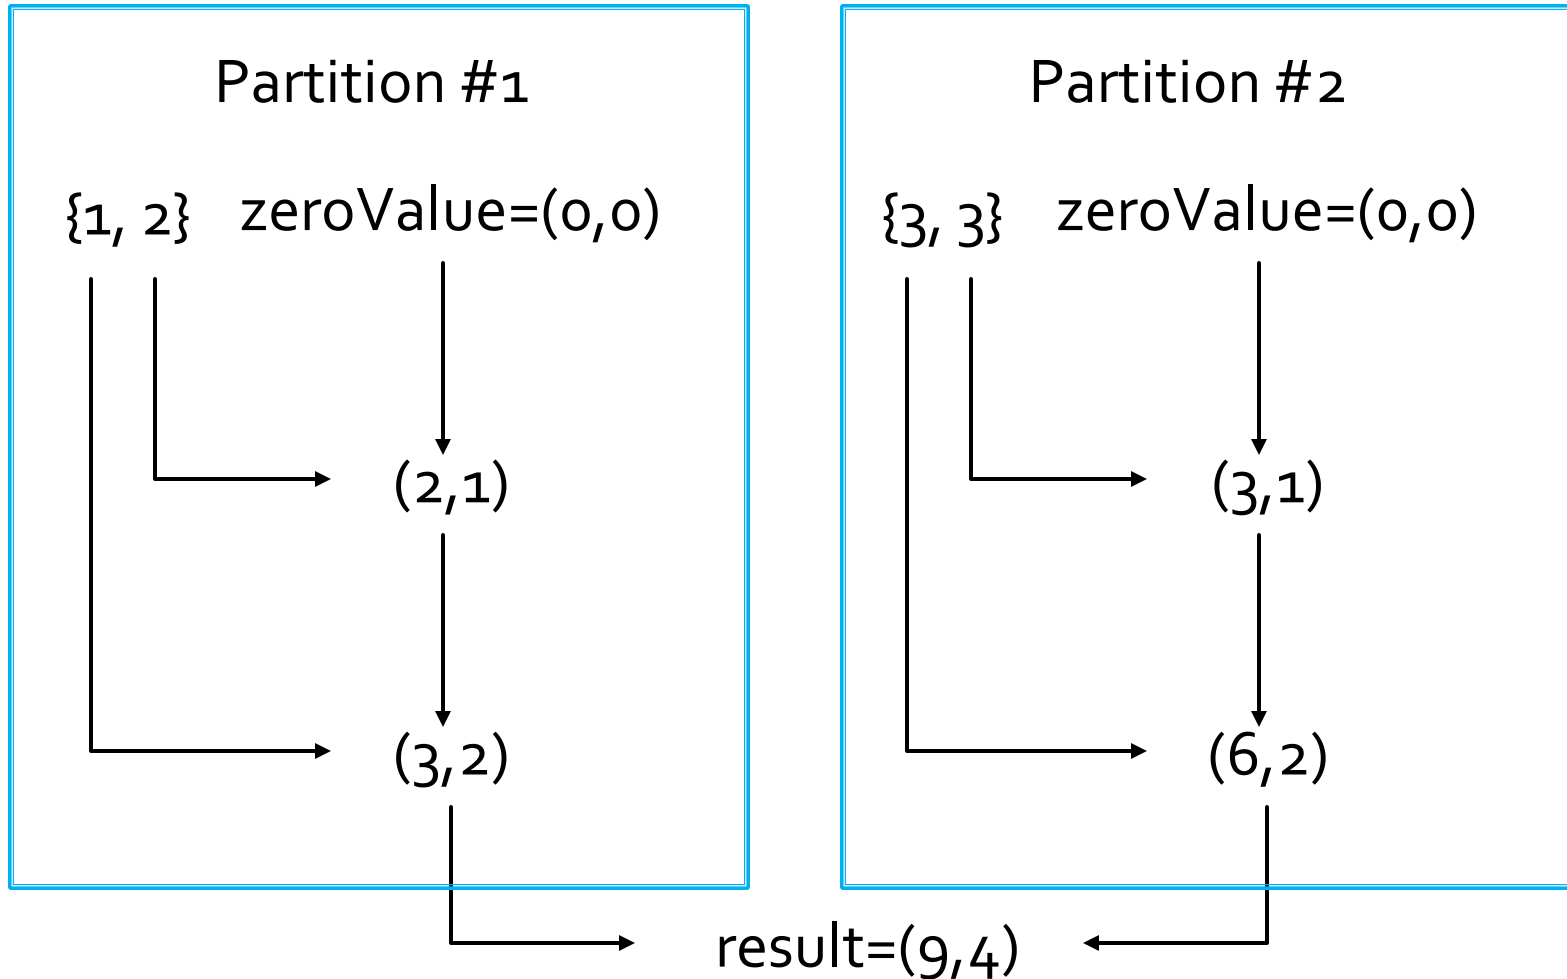 Partition #1
{1, 2} zeroValue=(0,0)
(2,1)
(3,2)
Partition #2
{3, 3} zeroValue=(0,0)
(3,1)
(6,2)
result=(9,4)